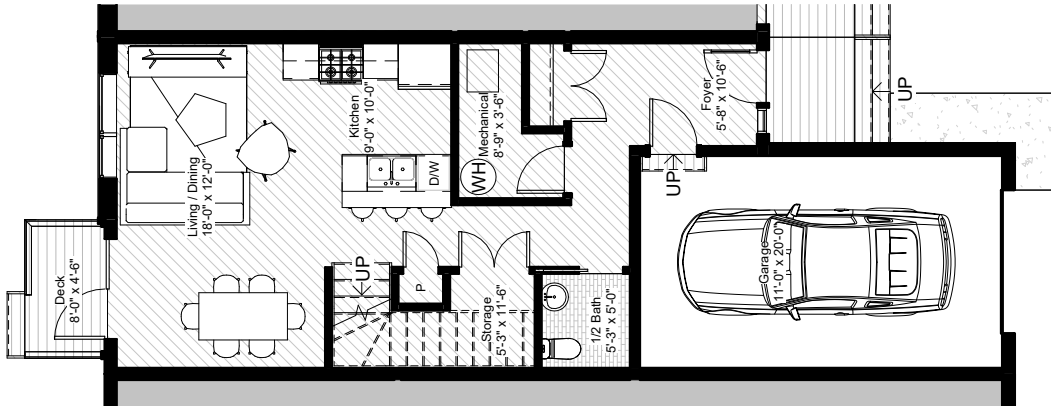 Deck
8'-0" x 4'-6"
Living / Dining
18'-0" x 12'-0"
Kitchen
9'-0" x 10'-0"
D/W
UP
P
Mechanical
8'-9" x 3'-6"
WH
Storage
5'-3" x 11'-6"
1/2 Bath
5'-3" x 5'-0"
Foyer
5'-8" x 10'-6"
UP
Garage
11'-0" x 20'-0"
UP